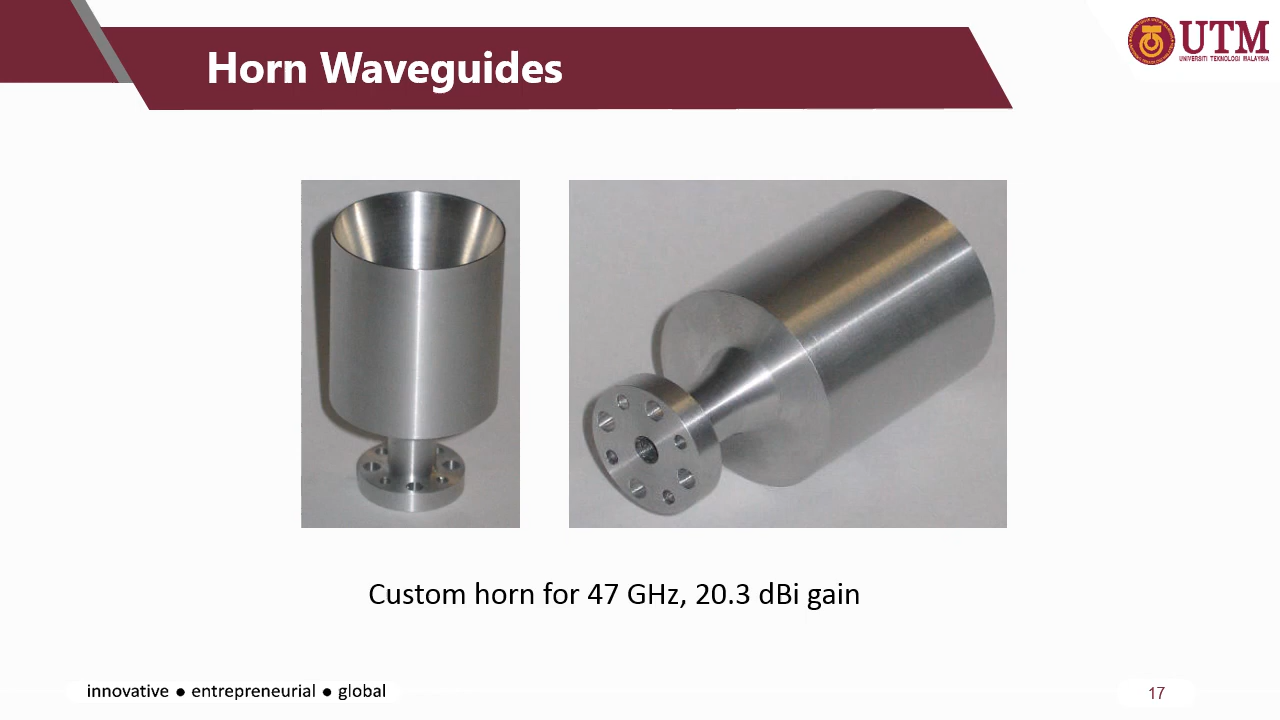 Horn Waveguides
UTM
UNIVERSITI TEKNOLOGI MALAYSIA
Custom horn for 47 GHz, 20.3 dBi gain
innovative ● entrepreneurial ● global
17